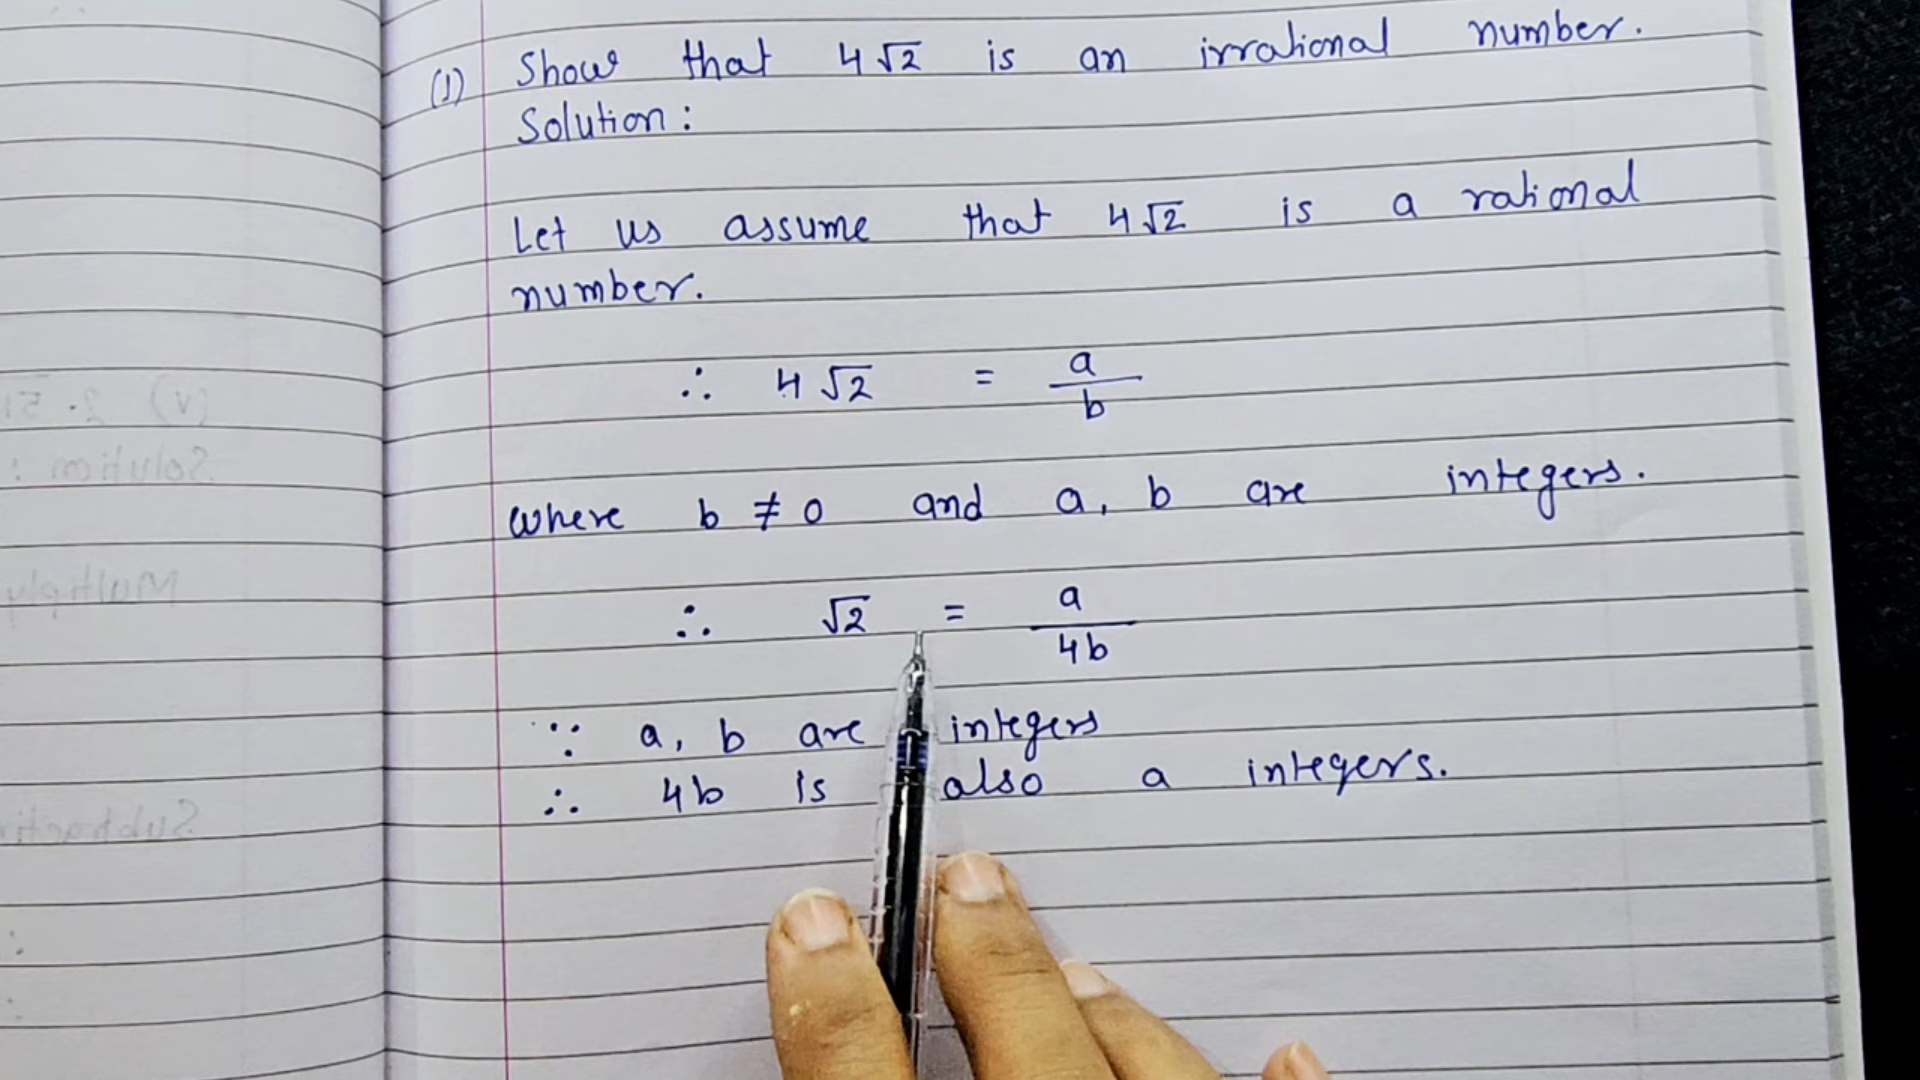 (1) Show that 4√2 is an irrational number.
Solution:
Let us assume that 4√2 is a rational
number.
∴ 4√2 = a/b
where b ≠ 0 and a, b are integers.
∴ √2 = a/4b
∵ a, b are integers
∴ 4b is also a integers.